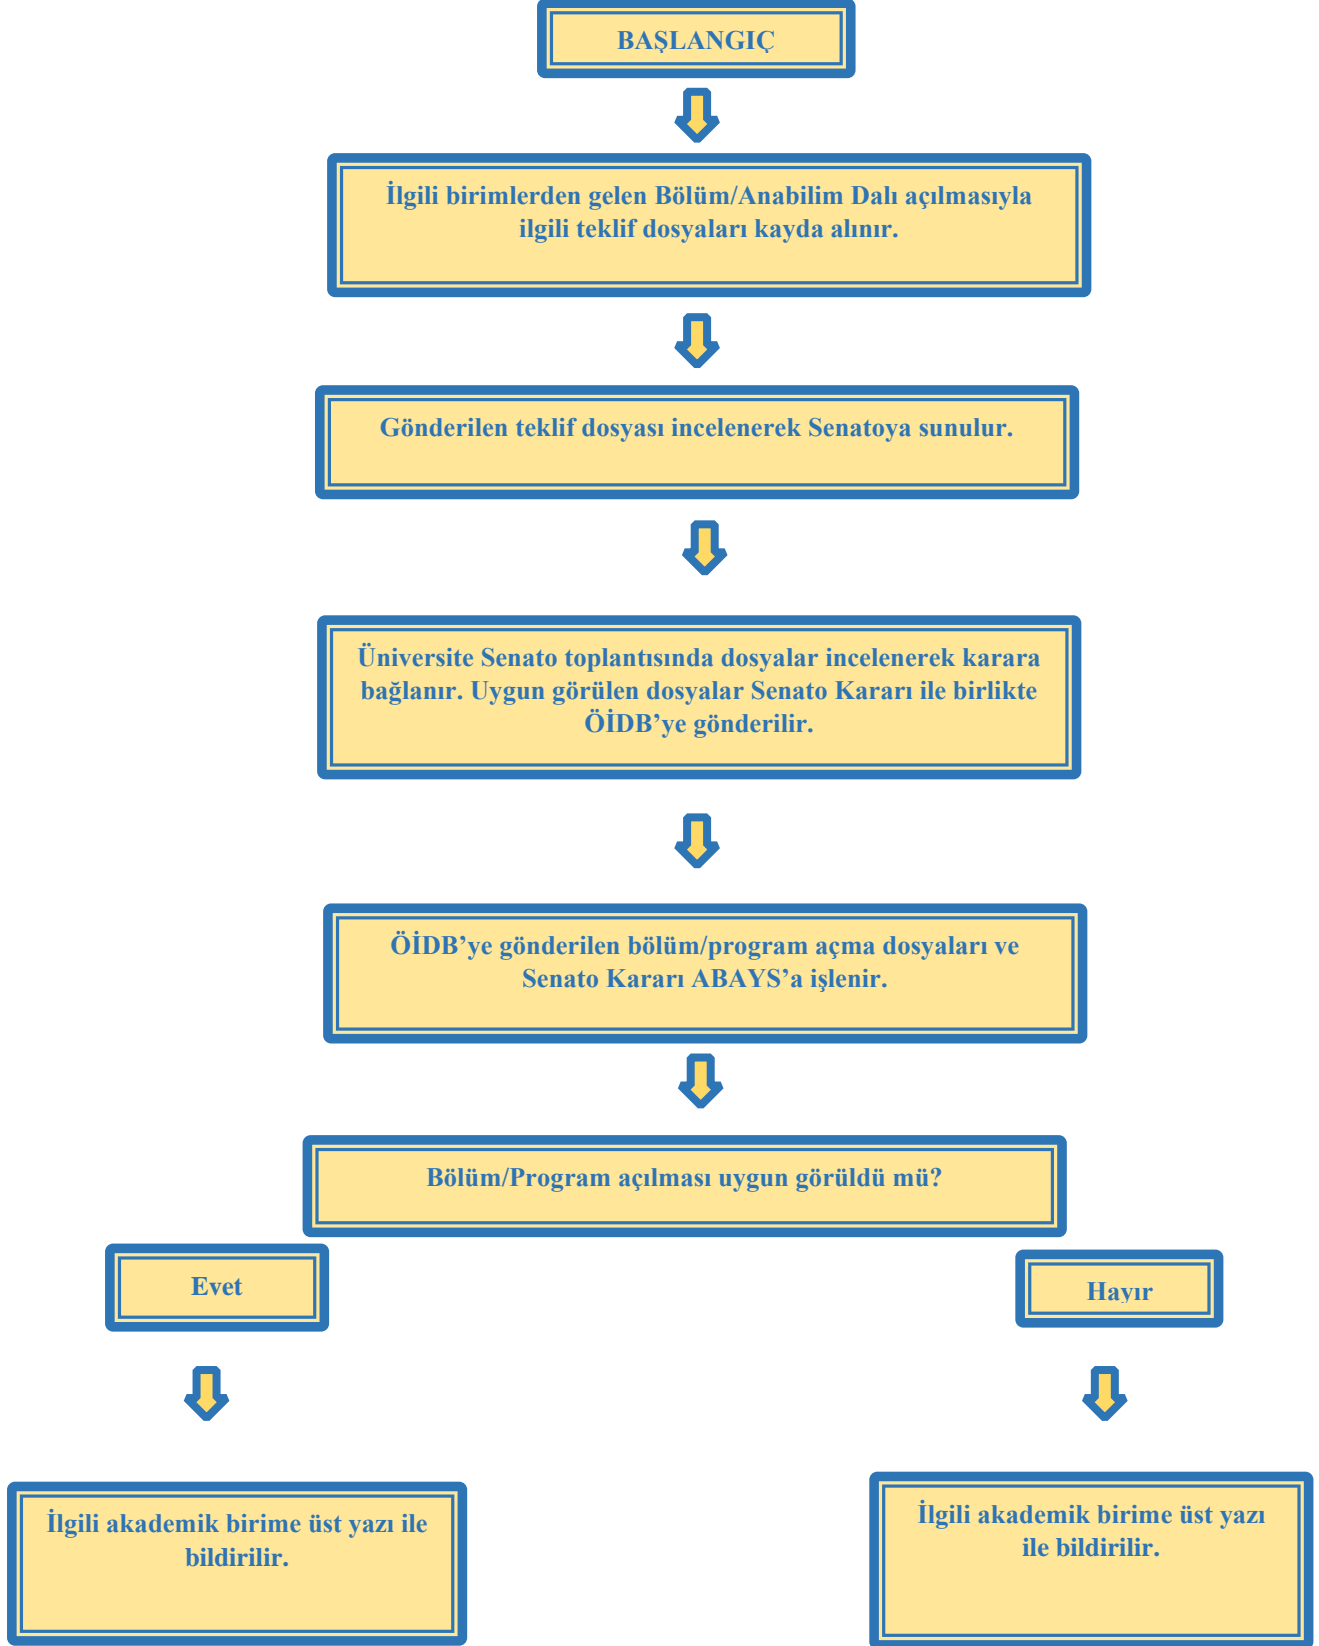 BAŞLANGIÇ
İlgili birimlerden gelen Bölüm/Anabilim Dalı açılmasıyla
ilgili teklif dosyaları kayda alınır.
Gönderilen teklif dosyası incelenerek Senatoya sunulur.
Üniversite Senato toplantısında dosyalar incelenerek karara
bağlanır. Uygun görülen dosyalar Senato Kararı ile birlikte
ÖİDB’ye gönderilir.
ÖİDB’ye gönderilen bölüm/program açma dosyaları ve
Senato Kararı ABAYS’a işlenir.
Bölüm/Program açılması uygun görüldü mü?
Evet
Hayır
İlgili akademik birime üst yazı ile
bildirilir.
İlgili akademik birime üst yazı
ile bildirilir.